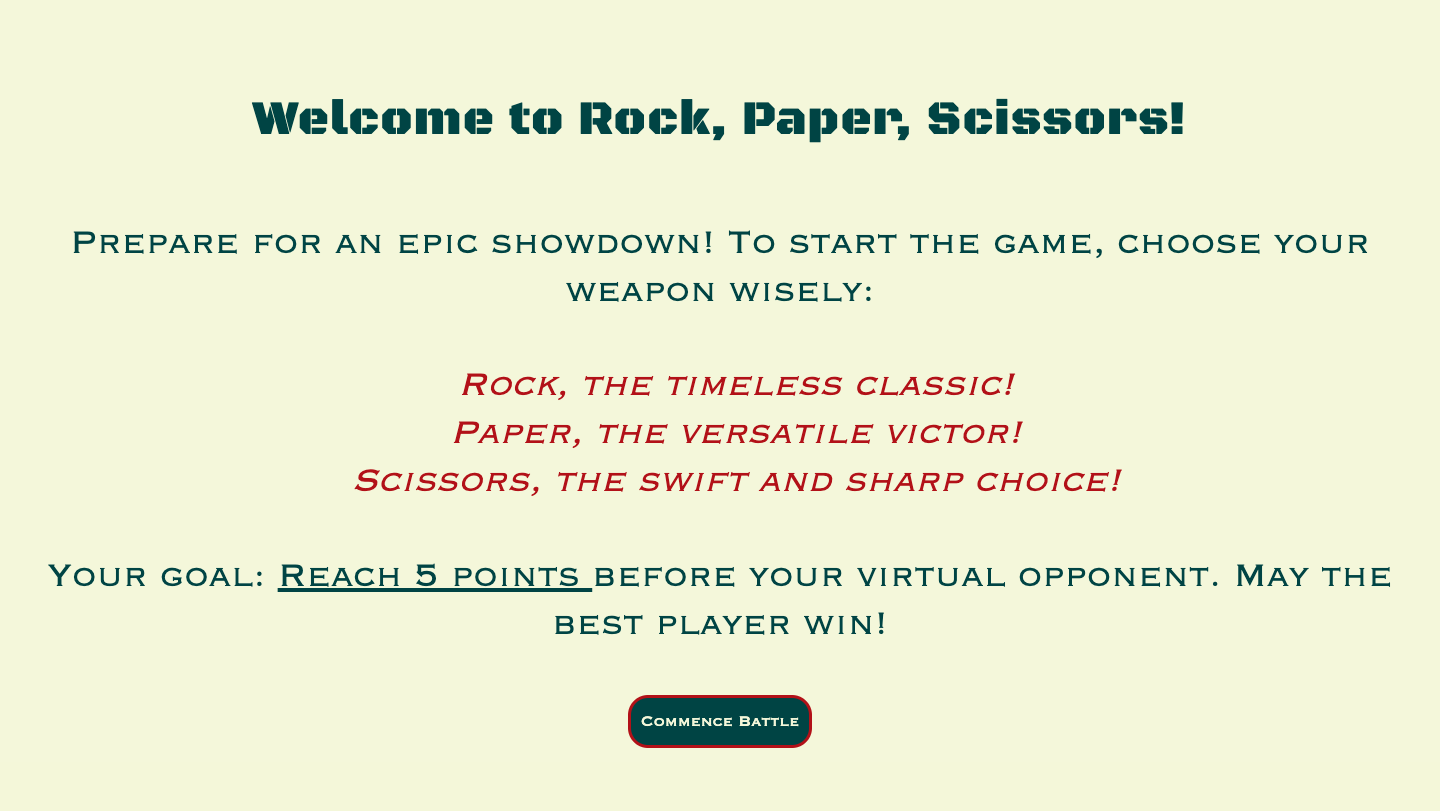 Welcome to Rock, Paper, Scissors!
Prepare for an epic showdown! To start the game, choose your
weapon wisely:
Rock, the timeless classic!
Paper, the versatile victor!
Scissors, the swift and sharp choice!
Your goal: Reach 5 points before your virtual opponent. May the
best player win!
Commence Battle